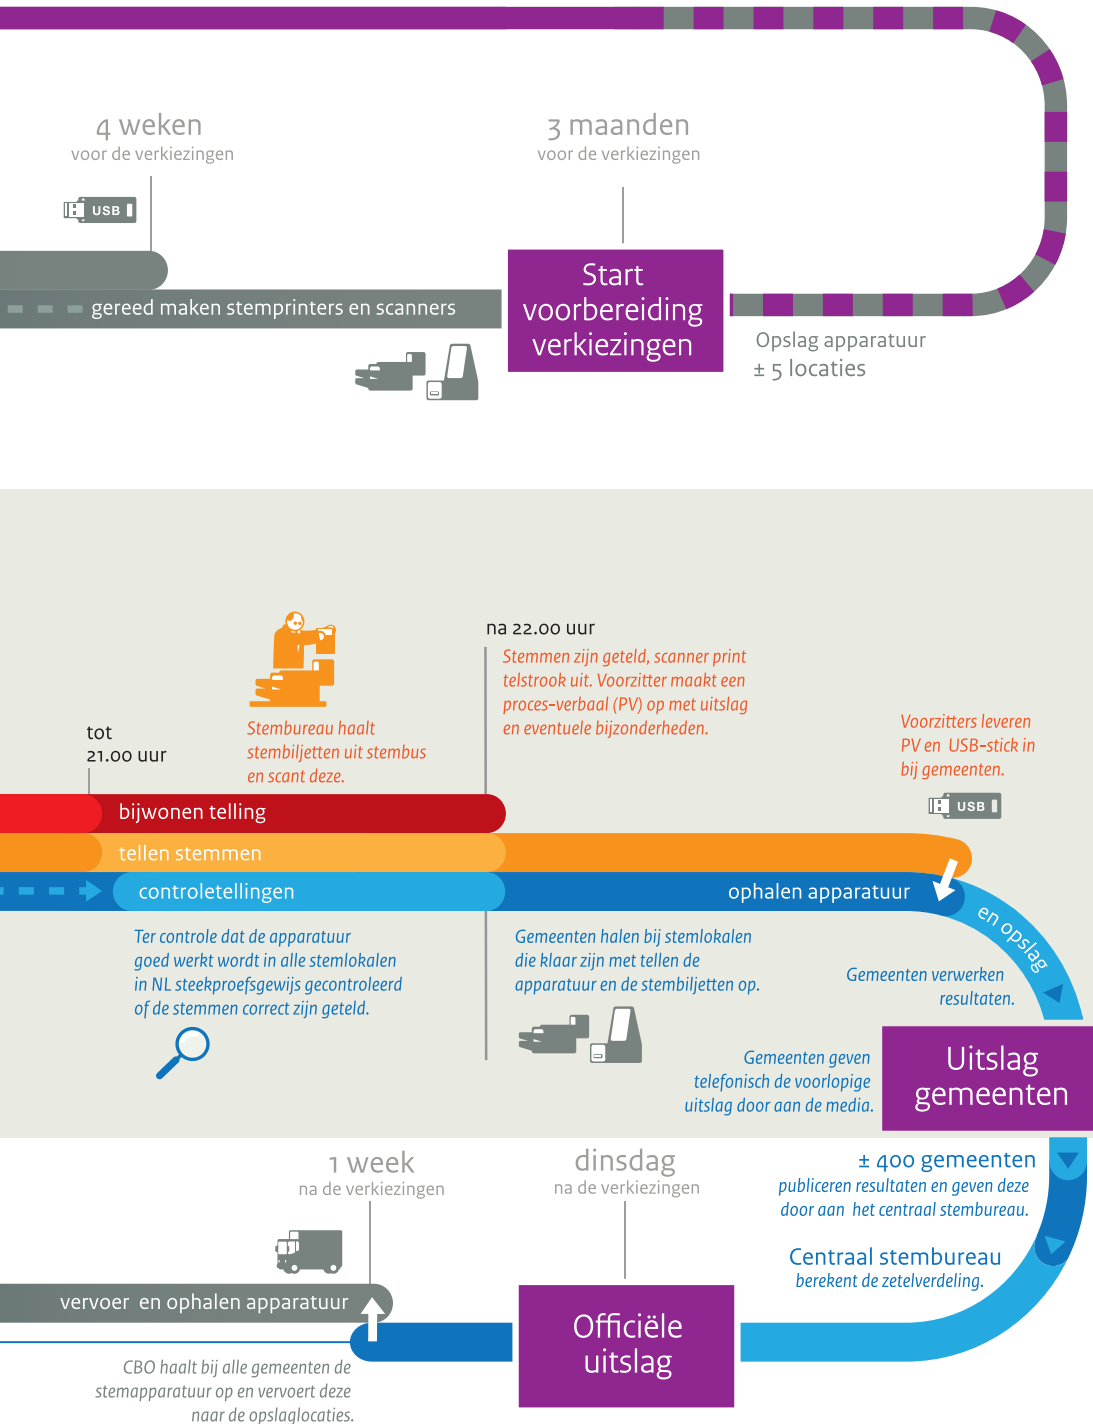 4 weken
voor de verkiezingen
3 maanden
voor de verkiezingen
USB
Start
voorbereiding
verkiezingen
gereed maken stemprinters en scanners
Opslag apparatuur
± 5 locaties
na 22.00 uur
Stemmen zijn geteld, scanner print
telstrook uit. Voorzitter maakt een
proces-verbaal (PV) op met uitslag
en eventuele bijzonderheden.
tot
21.00 uur
Stembureau haalt
stembiljetten uit stembus
en scant deze.
Voorzitters leveren
PV en USB-stick in
bij gemeenten.
USB
bijwonen telling
tellen stemmen
controletellingen
ophalen apparatuur
en opslag
Ter controle dat de apparatuur
goed werkt wordt in alle stemlokalen
in NL steekproefsgewijs gecontroleerd
of de stemmen correct zijn geteld.
Gemeenten halen bij stemlokalen
die klaar zijn met tellen de
apparatuur en de stembiljetten op.
Gemeenten verwerken
resultaten.
Gemeenten geven
telefonisch de voorlopige
uitslag door aan de media.
Uitslag
gemeenten
1 week
na de verkiezingen
dinsdag
na de verkiezingen
± 400 gemeenten
publiceren resultaten en geven deze
door aan het centraal stembureau.
Centraal stembureau
berekent de zetelverdeling.
vervoer en ophalen apparatuur
Officiële
uitslag
CBO haalt bij alle gemeenten de
stemapparatuur op en vervoert deze
naar de opslaglocaties.